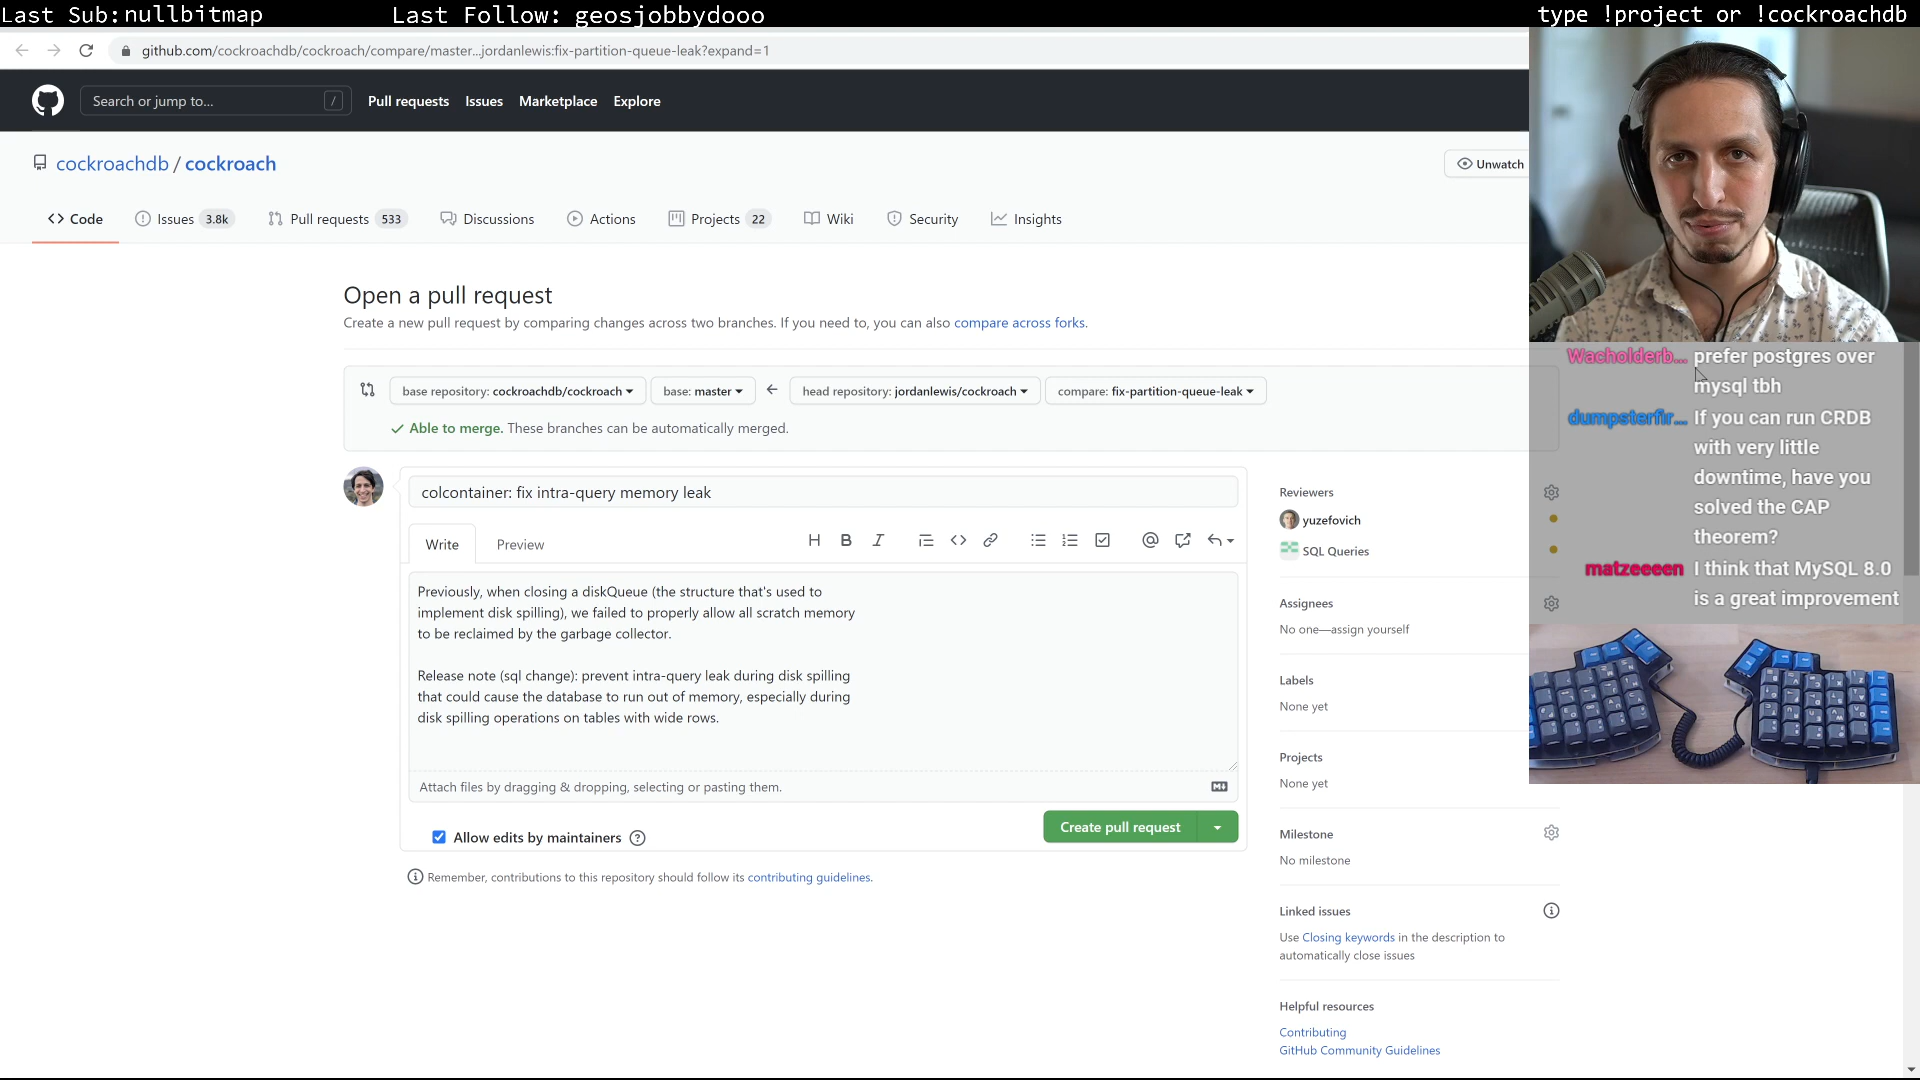 Last Sub:nullbitmap
Last Follow: geosjobbydooo
type !project or !cockroachdb
github.com/cockroachdb/cockroach/compare/master...jordanlewis:fix-partition-queue-leak?expand=1
Search or jump to...
/
Pull requests
Issues
Marketplace
Explore
cockroachdb / cockroach
Unwatch
Code
Issues 3.8k
Pull requests 533
Discussions
Actions
Projects 22
Wiki
Security
Insights
Open a pull request
Create a new pull request by comparing changes across two branches. If you need to, you can also compare across forks.
base repository: cockroachdb/cockroach
base: master
head repository: jordanlewis/cockroach
compare: fix-partition-queue-leak
Able to merge. These branches can be automatically merged.
colcontainer: fix intra-query memory leak
Write
Preview
H B I
Previously, when closing a diskQueue (the structure that's used to
implement disk spilling), we failed to properly allow all scratch memory
to be reclaimed by the garbage collector.
Release note (sql change): prevent intra-query leak during disk spilling
that could cause the database to run out of memory, especially during
disk spilling operations on tables with wide rows.
Attach files by dragging & dropping, selecting or pasting them.
Allow edits by maintainers
Create pull request
Remember, contributions to this repository should follow its contributing guidelines.
Reviewers
yuzefovich
SQL Queries
Assignees
No one—assign yourself
Labels
None yet
Projects
None yet
Milestone
No milestone
Linked issues
Use Closing keywords in the description to
automatically close issues
Helpful resources
Contributing
GitHub Community Guidelines
Wacholderb... prefer postgres over
mysql tbh
dumpsterfir... If you can run CRDB
with very little
downtime, have you
solved the CAP
theorem?
matzeeeen I think that MySQL 8.0
is a great improvement